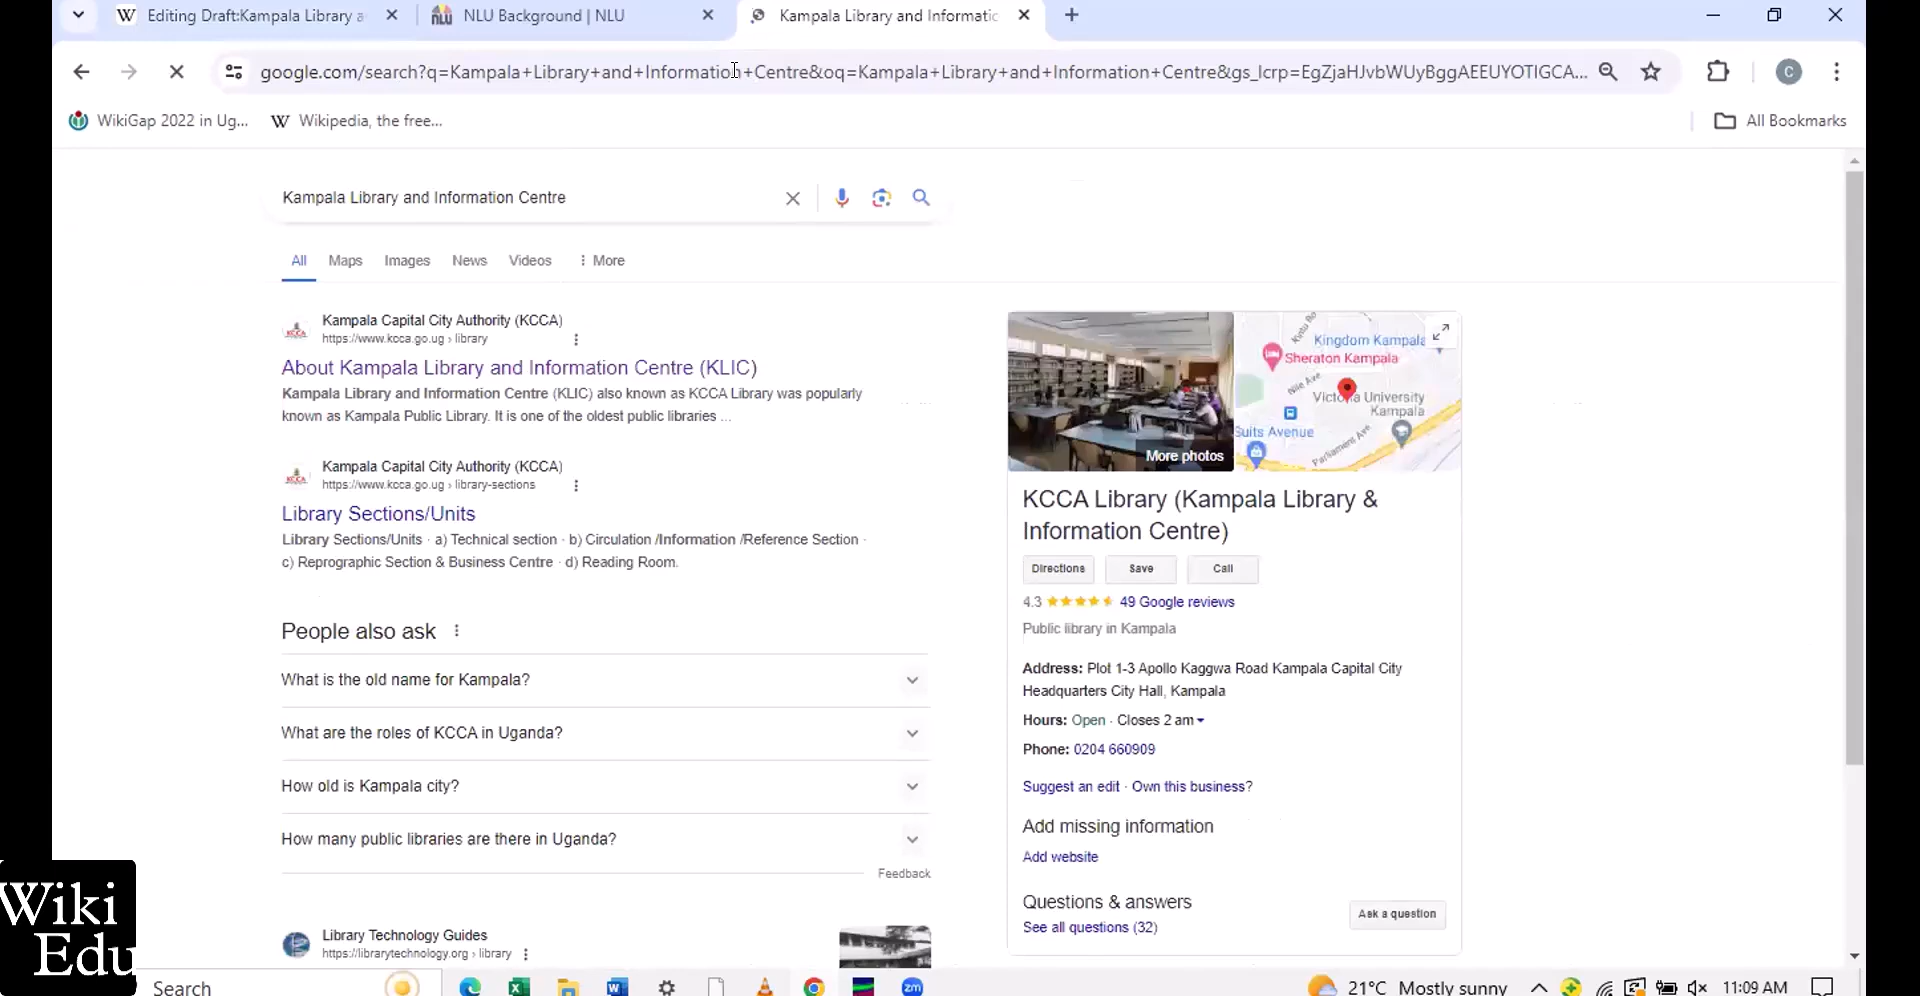 Editing Draft:Kampala Library a
NLU Background | NLU
Kampala Library and Informatic
google.com/search?q=Kampala+Library+and+Information+Centre&oq=Kampala+Library+and+Information+Centre&gs_lcrp=EgZjaHJvbWUyBggAEEUYOTIGCA...
C
WikiGap 2022 in Ug...
Wikipedia, the free...
All Bookmarks
Kampala Library and Information Centre
All
Maps
Images
News
Videos
More
Kampala Capital City Authority (KCCA)
https://www.kcca.go.ug › library
About Kampala Library and Information Centre (KLIC)
Kampala Library and Information Centre (KLIC) also known as KCCA Library was popularly
known as Kampala Public Library. It is one of the oldest public libraries ...
Kampala Capital City Authority (KCCA)
https://www.kcca.go.ug › library-sections
Library Sections/Units
Library Sections/Units · a) Technical section · b) Circulation /Information /Reference Section ·
c) Reprographic Section & Business Centre · d) Reading Room.
People also ask
What is the old name for Kampala?
What are the roles of KCCA in Uganda?
How old is Kampala city?
How many public libraries are there in Uganda?
Feedback
Library Technology Guides
https://librarytechnology.org › library
More photos
Kintu Ro
Kingdom Kampala
Sheraton Kampala
Nile Ave
Victoria University
Kampala
Suits Avenue
Parliament Ave
KCCA Library (Kampala Library &
Information Centre)
Directions
Save
Call
4.3
49 Google reviews
Public library in Kampala
Address: Plot 1-3 Apollo Kaggwa Road Kampala Capital City
Headquarters City Hall, Kampala
Hours: Open · Closes 2 am
Phone: 0204 660909
Suggest an edit · Own this business?
Add missing information
Add website
Questions & answers
See all questions (32)
Ask a question
Wiki
Edu
Search
zm
21°C Mostly sunny
11:09 AM